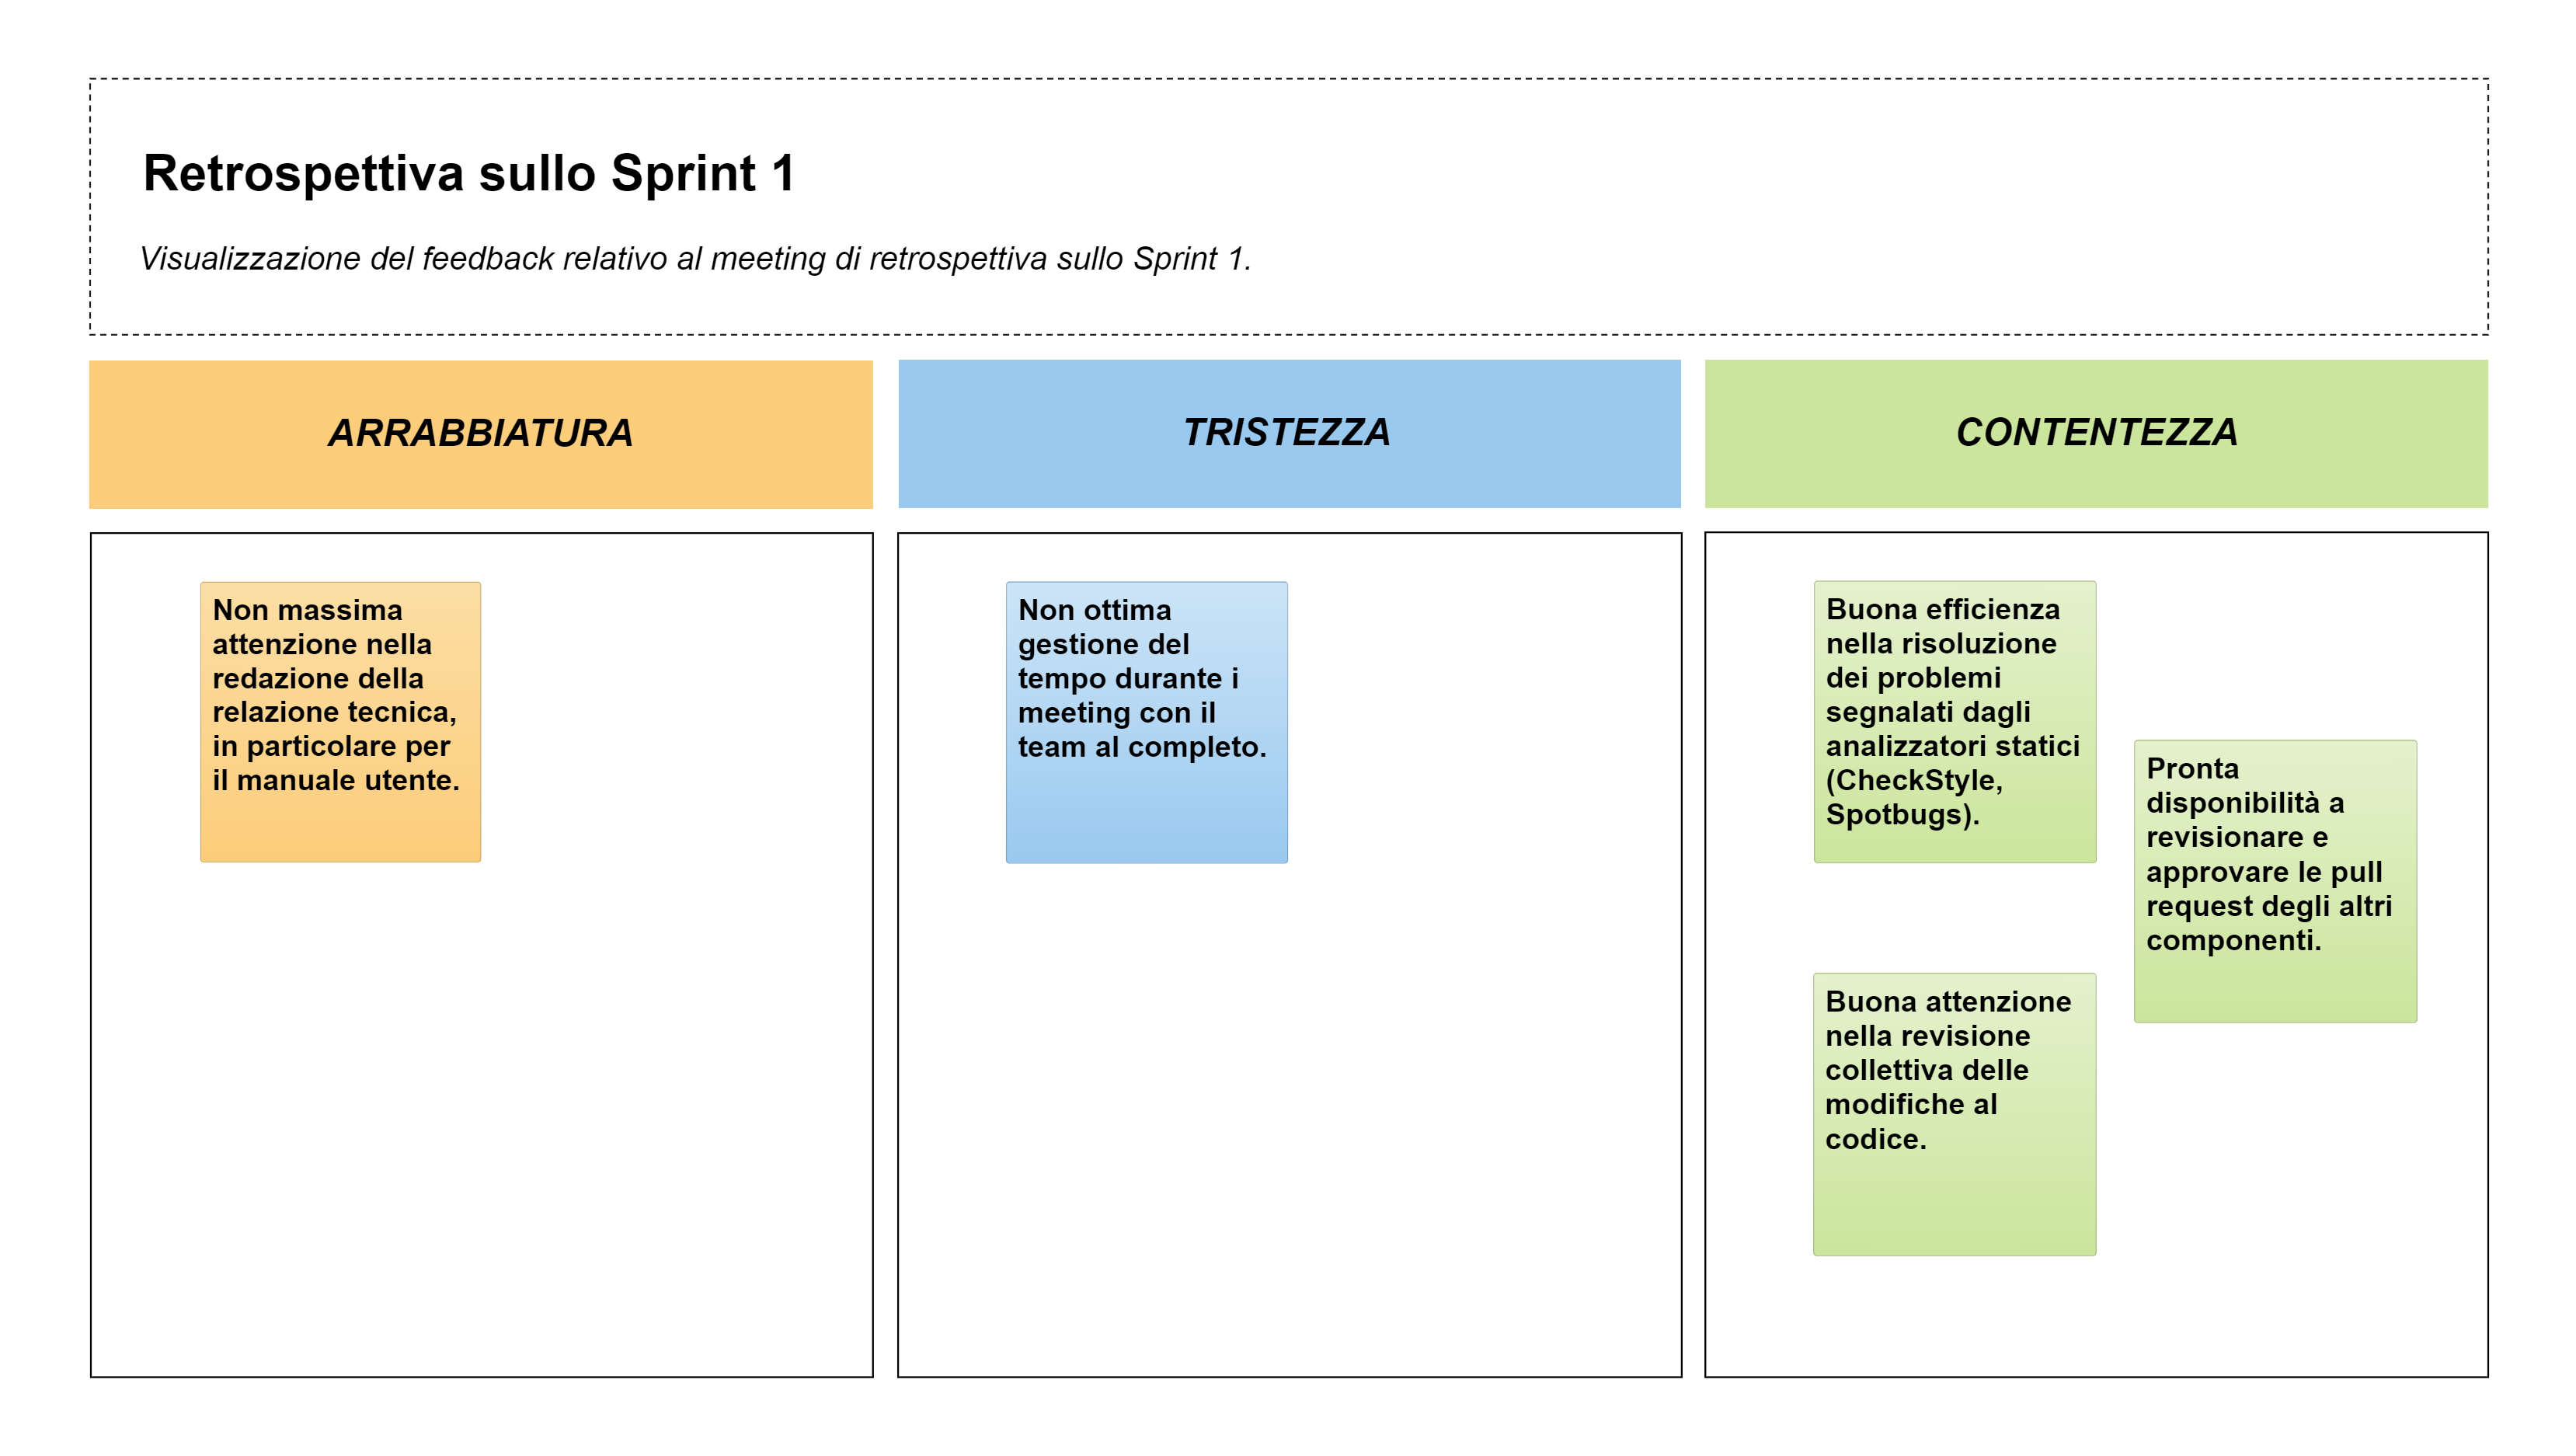 Retrospettiva sullo Sprint 1
Visualizzazione del feedback relativo al meeting di retrospettiva sullo Sprint 1.
ARRABBIATURA
Non massima
attenzione nella
redazione della
relazione tecnica,
in particolare per
il manuale utente.
TRISTEZZA
Non ottima
gestione del
tempo durante i
meeting con il
team al completo.
CONTENTEZZA
Buona efficienza
nella risoluzione
dei problemi
segnalati dagli
analizzatori statici
(CheckStyle,
Spotbugs).
Pronta
disponibilità a
revisionare e
approvare le pull
request degli altri
componenti.
Buona attenzione
nella revisione
collettiva delle
modifiche al
codice.